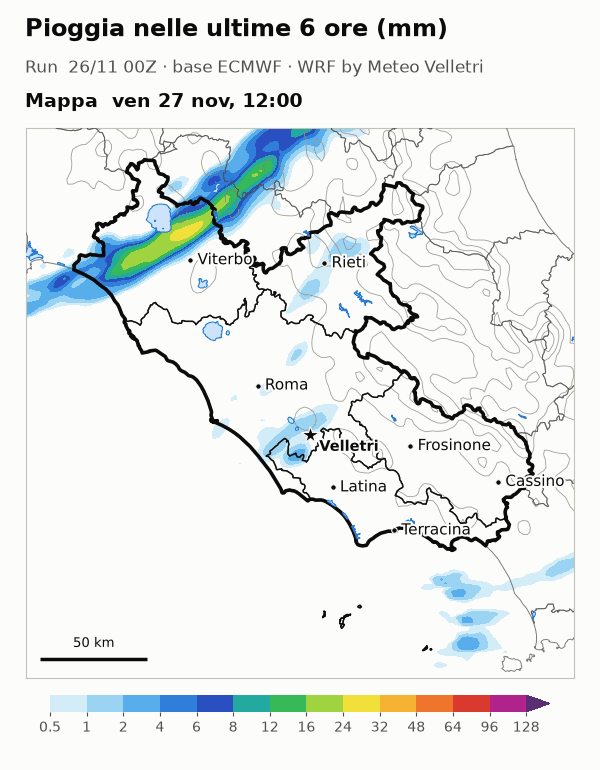 Pioggia nelle ultime 6 ore (mm)
Run 26/11 00Z · base ECMWF · WRF by Meteo Velletri
Mappa ven 27 nov, 12:00
Viterbo
Rieti
Roma
Velletri
Frosinone
Latina
Cassino
Terracina
50 km
0.5 1 2 4 6 8 12 16 24 32 48 64 96 128